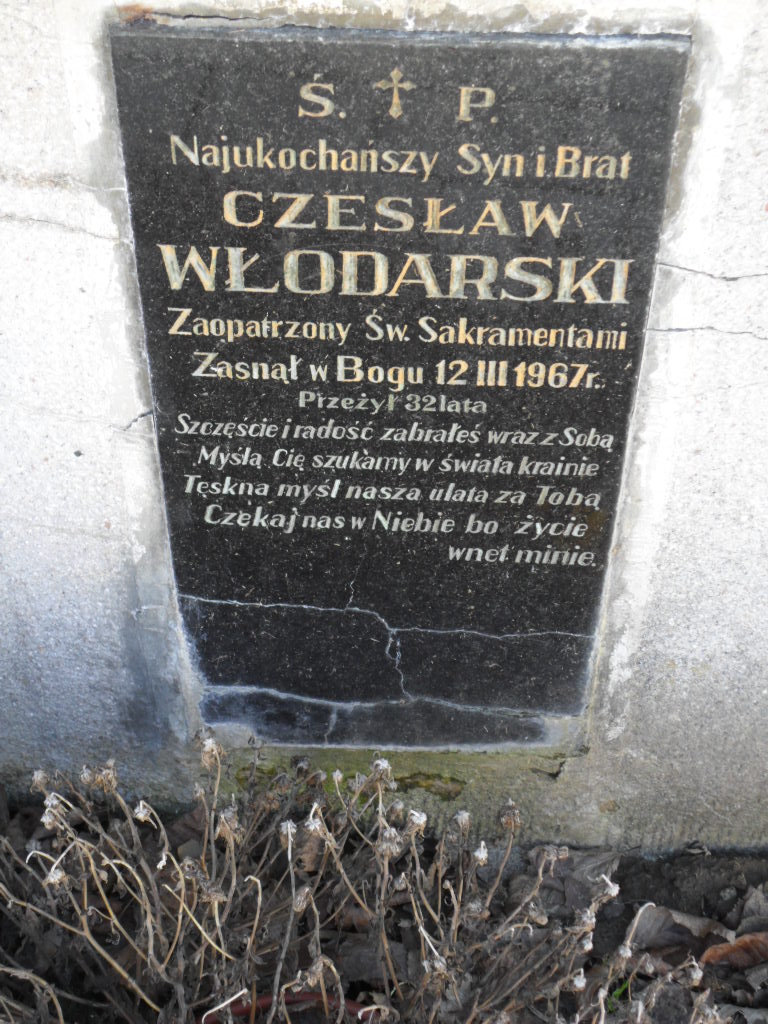 Ś. ✝ P.
Najukochańszy Syn i Brat
CZESŁAW
WŁODARSKI
Zaopatrzony Św. Sakramentami
Zasnął w Bogu 12 III 1967r.
Przeżył 32 lata
Szczęście i radość zabrałeś wraz z Sobą
Myślą Cię szukamy w świata krainie
Tęskna myśl nasza ulata za Tobą
Czekaj nas w Niebie bo życie
wnet minie.